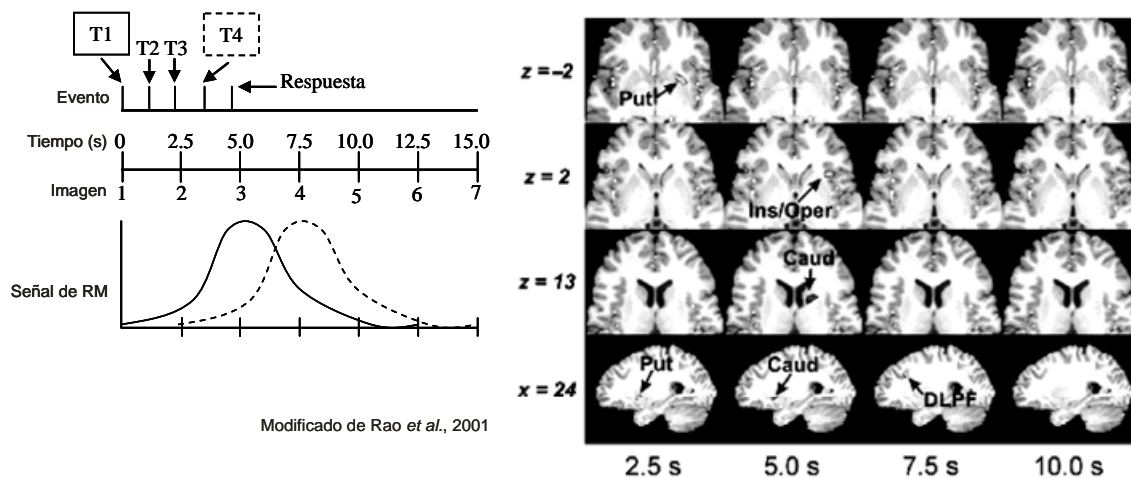 T1
T2
T3
T4
Respuesta
Evento
Tiempo (s) 0 2.5 5.0 7.5 10.0 12.5 15.0
Imagen
1 2 3 4 5 6 7
Señal de RM
Modificado de Rao et al., 2001
z = –2
Put
z = 2
Ins/Oper
z = 13
Caud
x = 24
Put
Caud
DLPF
2.5 s 5.0 s 7.5 s 10.0 s